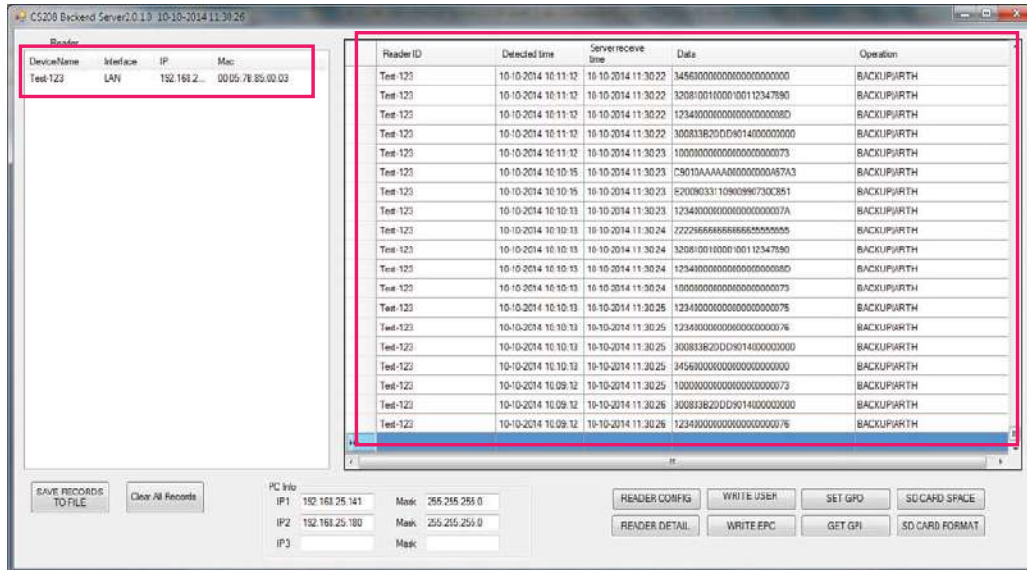 CS208 Backend Server2.0.1.0 10-10-2014 11:30:26
Reader
DeviceName Interface IP Mac
Test-123 LAN 192.168.2... 00:05:78:85:00:03
Reader ID Detected time Server receive time Data Operation
Test-123 10-10-2014 10:11:12 10-10-2014 11:30:22 BACKUP|ARTH
Test-123 10-10-2014 10:11:12 10-10-2014 11:30:22 BACKUP|ARTH
Test-123 10-10-2014 10:11:12 10-10-2014 11:30:22 BACKUP|ARTH
Test-123 10-10-2014 10:11:12 10-10-2014 11:30:22 300833B2DDD9014000000000 BACKUP|ARTH
Test-123 10-10-2014 10:11:12 10-10-2014 11:30:23 BACKUP|ARTH
Test-123 10-10-2014 10:10:15 10-10-2014 11:30:23 BACKUP|ARTH
Test-123 10-10-2014 10:10:15 10-10-2014 11:30:23 BACKUP|ARTH
Test-123 10-10-2014 10:10:13 10-10-2014 11:30:23 BACKUP|ARTH
Test-123 10-10-2014 10:10:13 10-10-2014 11:30:24 BACKUP|ARTH
Test-123 10-10-2014 10:10:13 10-10-2014 11:30:24 BACKUP|ARTH
Test-123 10-10-2014 10:10:13 10-10-2014 11:30:24 BACKUP|ARTH
Test-123 10-10-2014 10:10:13 10-10-2014 11:30:24 BACKUP|ARTH
Test-123 10-10-2014 10:10:13 10-10-2014 11:30:25 BACKUP|ARTH
Test-123 10-10-2014 10:10:13 10-10-2014 11:30:25 BACKUP|ARTH
Test-123 10-10-2014 10:10:13 10-10-2014 11:30:25 300833B2DDD9014000000000 BACKUP|ARTH
Test-123 10-10-2014 10:10:13 10-10-2014 11:30:25 BACKUP|ARTH
Test-123 10-10-2014 10:09:12 10-10-2014 11:30:25 BACKUP|ARTH
Test-123 10-10-2014 10:09:12 10-10-2014 11:30:26 300833B2DDD9014000000000 BACKUP|ARTH
Test-123 10-10-2014 10:09:12 10-10-2014 11:30:26 BACKUP|ARTH
SAVE RECORDS TO FILE
Clear All Records
PC Info
IP1 192.168.25.141 Mask 255.255.255.0
IP2 192.168.25.180 Mask 255.255.255.0
IP3 Mask
READER CONFIG WRITE USER SET GPO SD CARD SPACE
READER DETAIL WRITE EPC GET GPI SD CARD FORMAT